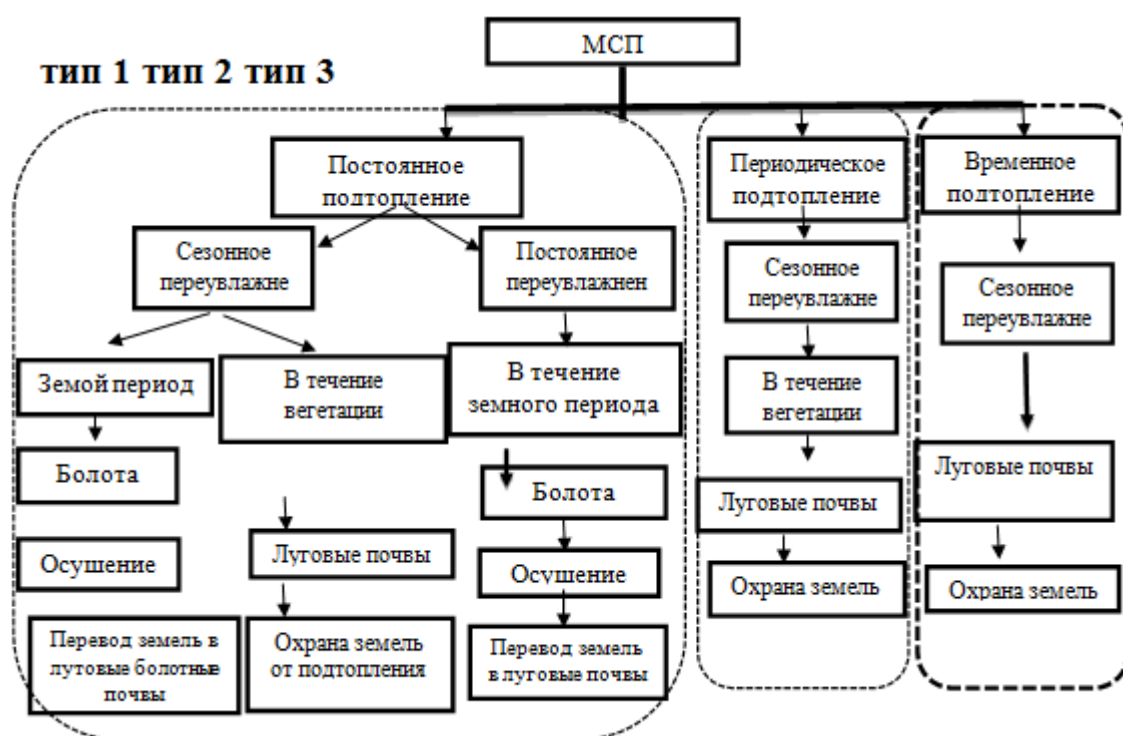 МСП
тип 1 тип 2 тип 3
Постоянное
подтопление
Периодическое
подтопление
Временное
подтопление
Сезонное
переувлажне
Постоянное
переувлажнен
Сезонное
переувлажне
Сезонное
переувлажне
Земой период
В течение
вегетации
В течение
земного периода
В течение
вегетации
Болота
Болота
Луговые почвы
Луговые почвы
Осушение
Луговые почвы
Осушение
Охрана земель
Охрана земель
Перевод земель в
лутовые болотные
почвы
Охрана земель
от подтопления
Перевод земель
в луговые почвы